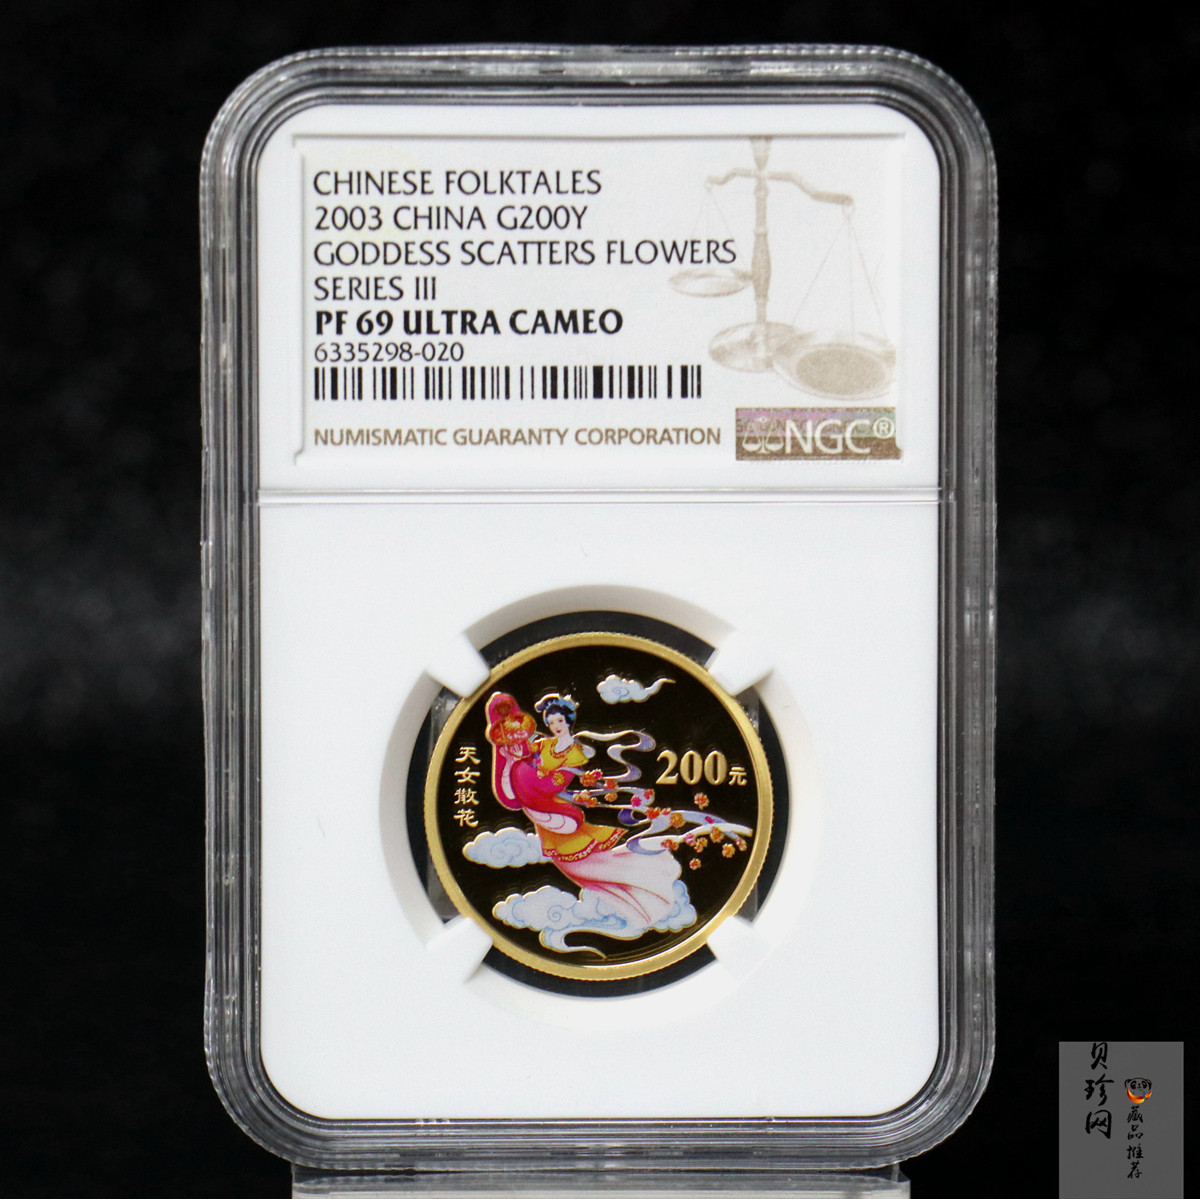 CHINESE FOLKTALES
2003 CHINA G200Y
GODDESS SCATTERS FLOWERS
SERIES III
PF 69 ULTRA CAMEO
6335298-020
NUMISMATIC GUARANTY CORPORATION
NGC®
天女散花
200元
贝珍网
藏品推荐